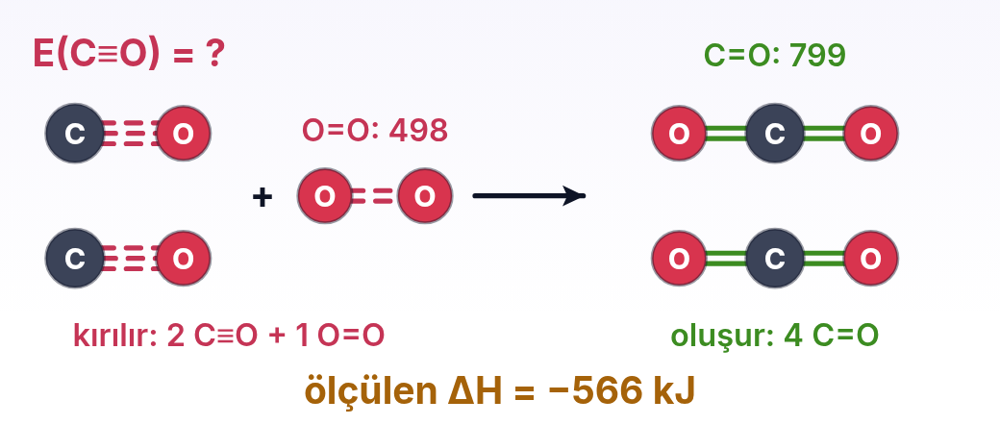 E(C≡O) = ?
C=O: 799
C O
O=O: 498
O C O
+ O O
C O
O C O
kırılır: 2 C≡O + 1 O=O
oluşur: 4 C=O
ölçülen ΔH = −566 kJ